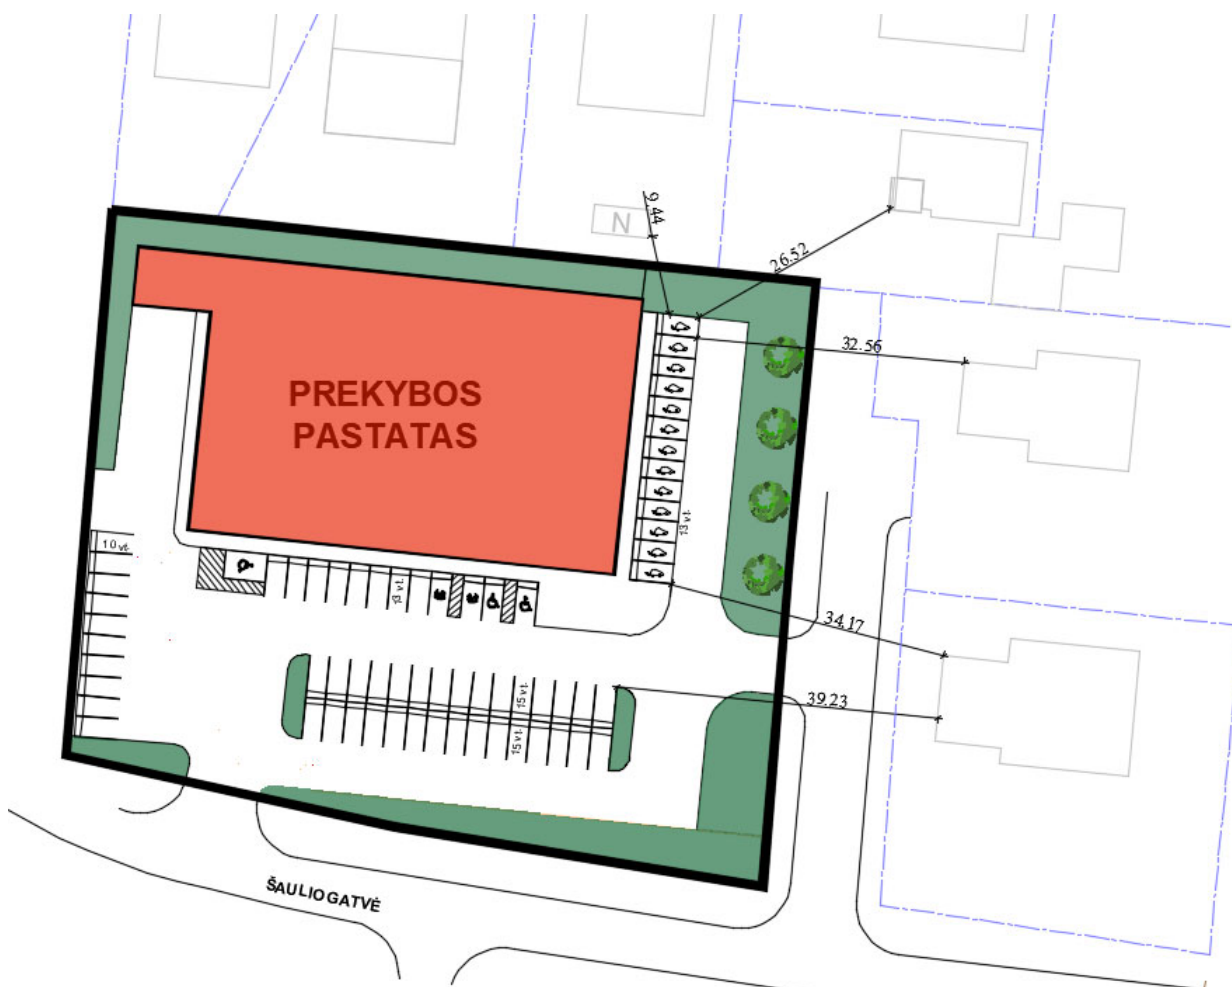 9.44
N
26.52
32.56
PREKYBOS
PASTATAS
13 vt.
10 vt.
13 vt.
34.17
15 vt.
39.23
15 vt.
ŠAULIO GATVĖ